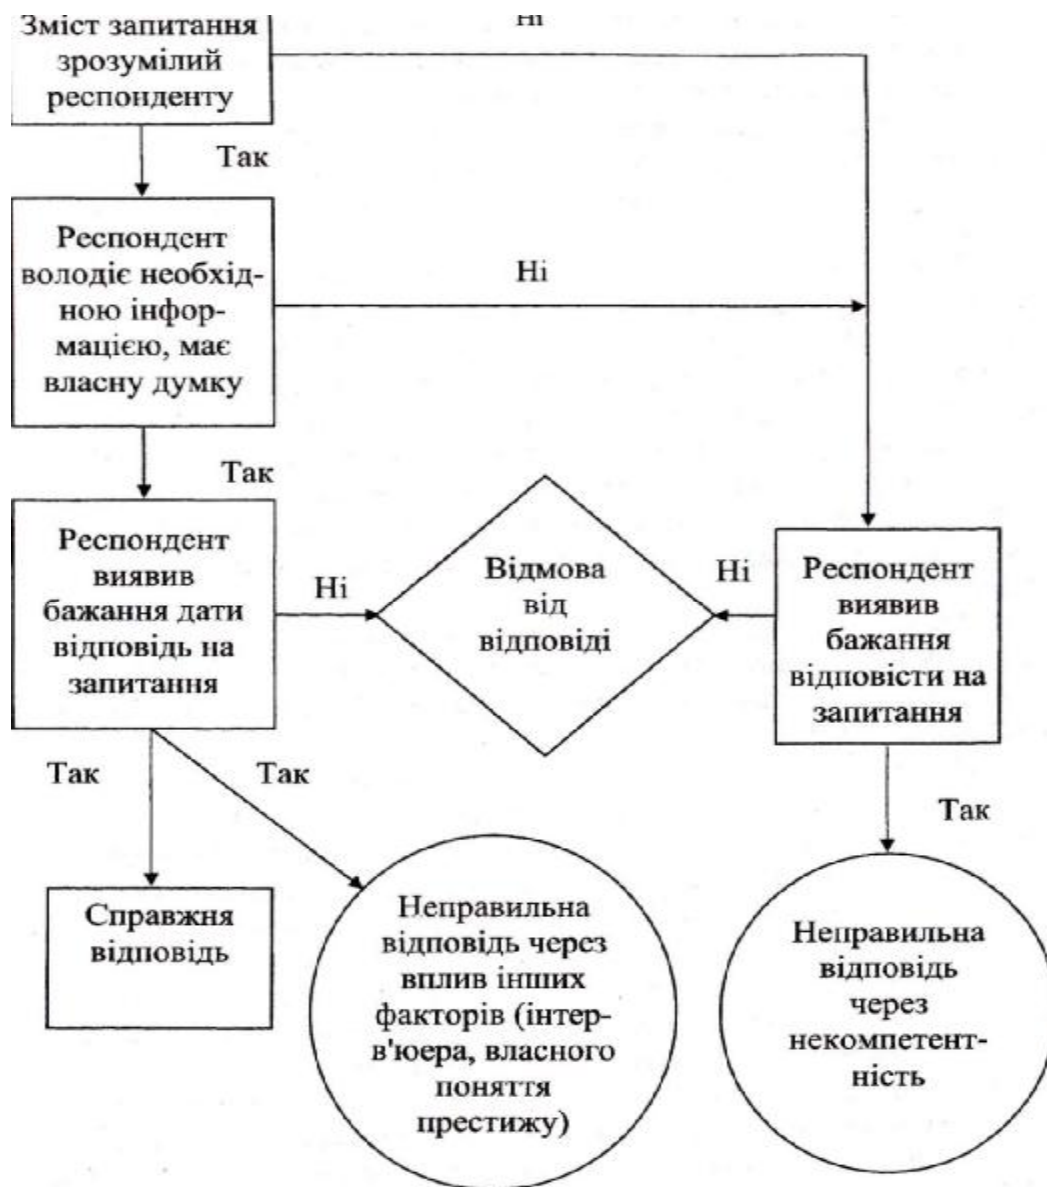 Зміст запитання
зрозумілий
респонденту
Ні
Так
Респондент
володіє необхід-
ною інфор-
мацією, має
власну думку
Ні
Так
Респондент
виявив
бажання дати
відповідь на
запитання
Ні
Відмова
від
відповіді
Ні
Респондент
виявив
бажання
відповісти на
запитання
Так
Так
Так
Справжня
відповідь
Неправильна
відповідь через
вплив інших
факторів (інтер-
в'юера, власного
поняття
престижу)
Неправильна
відповідь
через
некомпетент-
ність